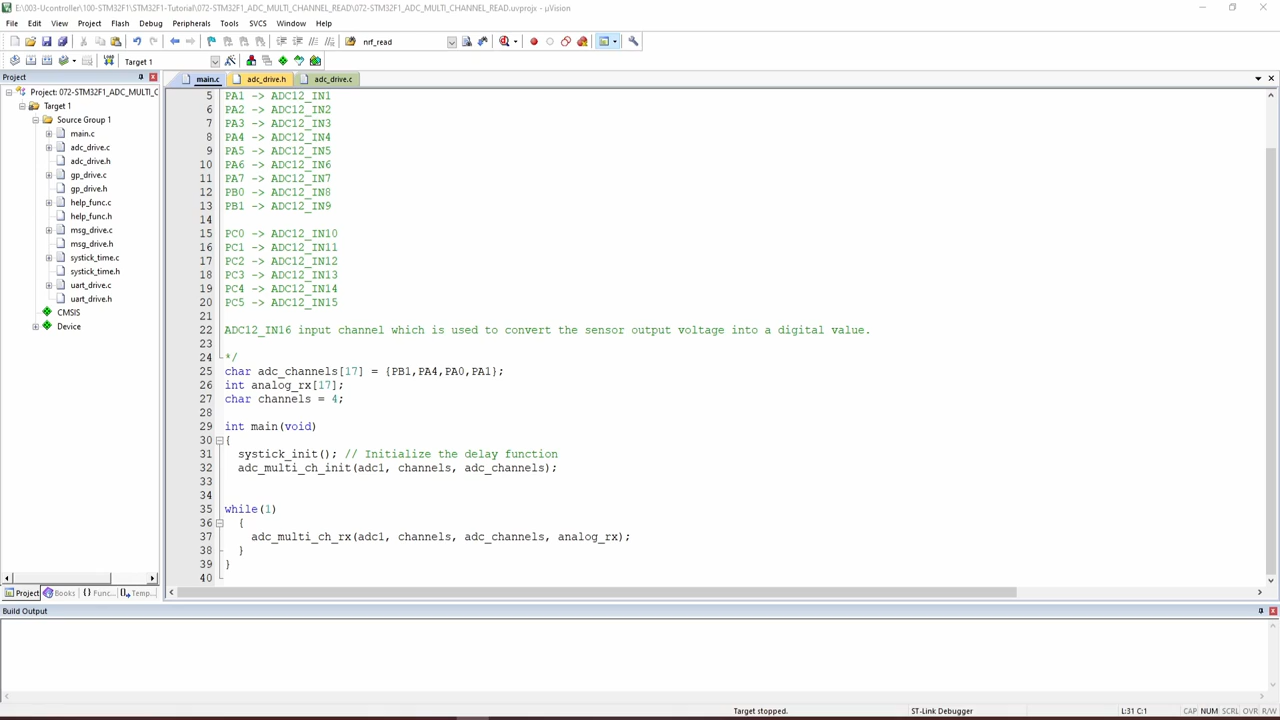 E:\003-Ucontroller\100-STM32F1\STM32F1-Tutorial\072-STM32F1_ADC_MULTI_CHANNEL_READ\072-STM32F1_ADC_MULTI_CHANNEL_READ.uvprojx - µVision
File Edit View Project Flash Debug Peripherals Tools SVCS Window Help
nrf_read
Target 1
Project
main.c adc_drive.h adc_drive.c
Project: 072-STM32F1_ADC_MULTI_C
Target 1
Source Group 1
main.c
adc_drive.c
adc_drive.h
gp_drive.c
gp_drive.h
help_func.c
help_func.h
msg_drive.c
msg_drive.h
systick_time.c
systick_time.h
uart_drive.c
uart_drive.h
CMSIS
Device
5 PA1 -> ADC12_IN1
6 PA2 -> ADC12_IN2
7 PA3 -> ADC12_IN3
8 PA4 -> ADC12_IN4
9 PA5 -> ADC12_IN5
10 PA6 -> ADC12_IN6
11 PA7 -> ADC12_IN7
12 PB0 -> ADC12_IN8
13 PB1 -> ADC12_IN9
14
15 PC0 -> ADC12_IN10
16 PC1 -> ADC12_IN11
17 PC2 -> ADC12_IN12
18 PC3 -> ADC12_IN13
19 PC4 -> ADC12_IN14
20 PC5 -> ADC12_IN15
21
22 ADC12_IN16 input channel which is used to convert the sensor output voltage into a digital value.
23
24 */
25 char adc_channels[17] = {PB1,PA4,PA0,PA1};
26 int analog_rx[17];
27 char channels = 4;
28
29 int main(void)
30 {
31 systick_init(); // Initialize the delay function
32 adc_multi_ch_init(adc1, channels, adc_channels);
33
34
35 while(1)
36 {
37 adc_multi_ch_rx(adc1, channels, adc_channels, analog_rx);
38 }
39 }
40
Project Books {} Func... Temp...
Build Output
Target stopped. ST-Link Debugger L:31 C:1 CAP NUM SCRL OVR R/W